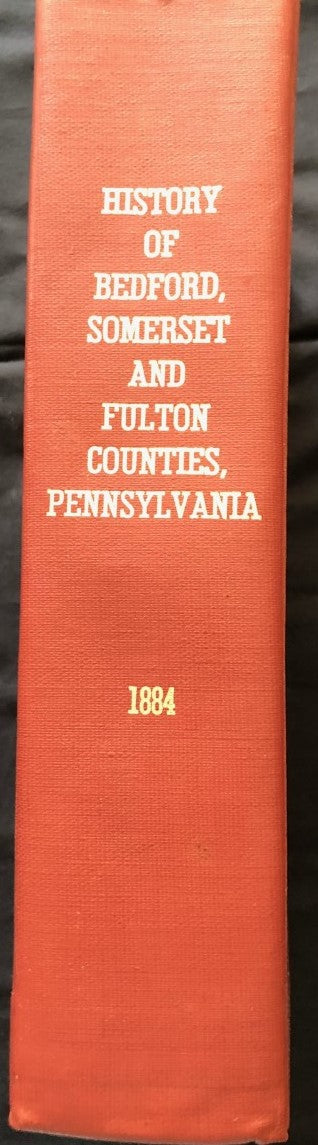 HISTORY
OF
BEDFORD,
SOMERSET
AND
FULTON
COUNTIES,
PENNSYLVANIA
1884